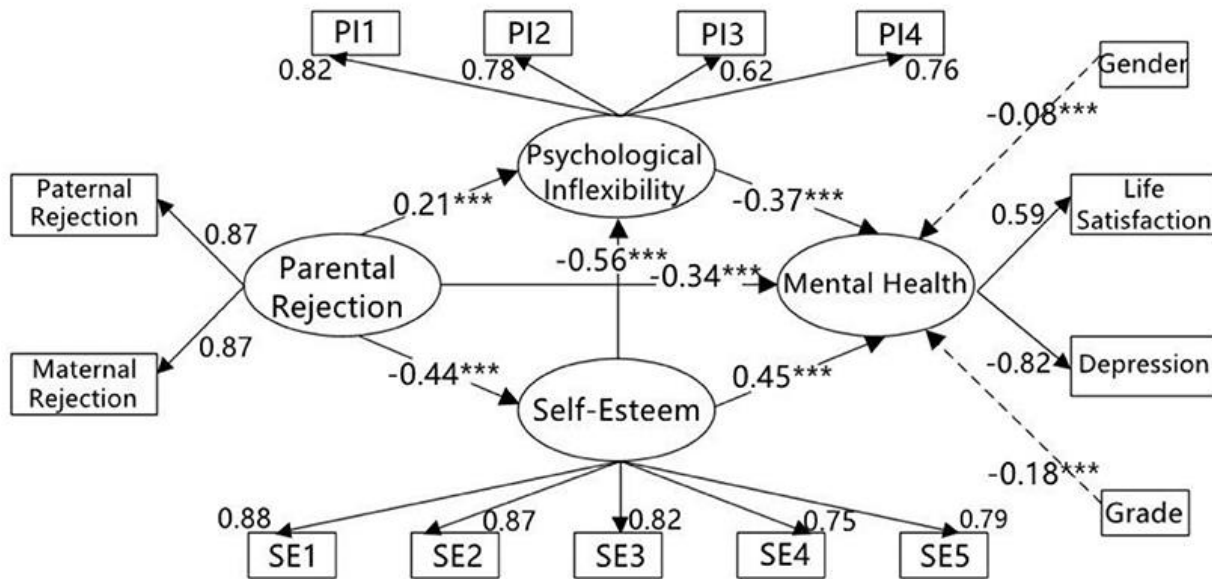 PI1
PI2
PI3
PI4
0.82
0.78
0.62
0.76
Gender
-0.08***
Psychological
Inflexibility
Paternal
Rejection
0.21***
-0.37***
Life
Satisfaction
0.59
0.87
-0.56***
-0.34***
Parental
Rejection
Mental Health
0.87
Maternal
Rejection
-0.44***
0.45***
-0.82
Depression
Self-Esteem
-0.18***
0.88
0.87
0.82
0.75
0.79
Grade
SE1
SE2
SE3
SE4
SE5